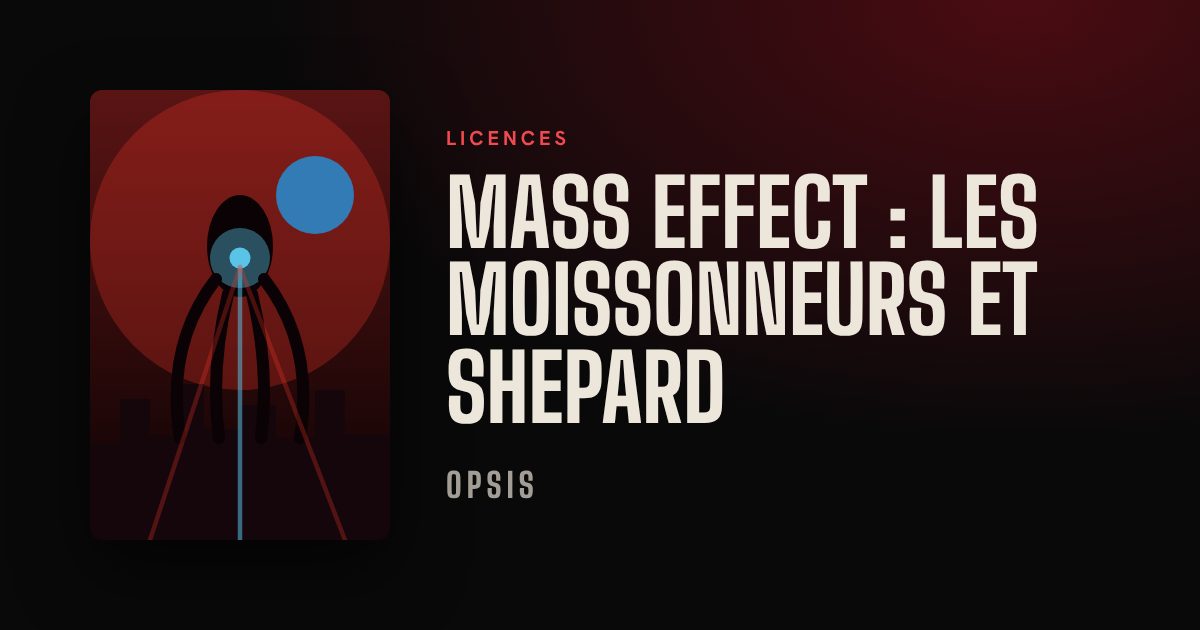 LICENCES
MASS EFFECT : LES
MOISSONNEURS ET
SHEPARD
OPSIS